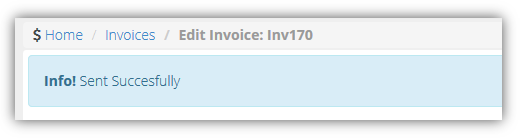 $ Home / Invoices / Edit Invoice: Inv170
Info! Sent Succesfully